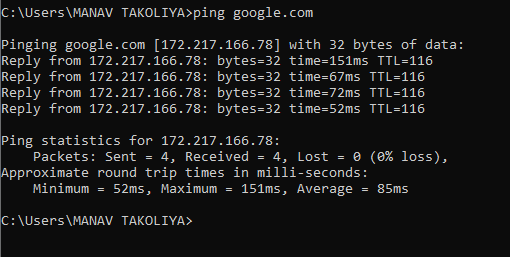 C:\Users\MANAV TAKOLIYA>ping google.com
Pinging google.com [172.217.166.78] with 32 bytes of data:
Reply from 172.217.166.78: bytes=32 time=151ms TTL=116
Reply from 172.217.166.78: bytes=32 time=67ms TTL=116
Reply from 172.217.166.78: bytes=32 time=72ms TTL=116
Reply from 172.217.166.78: bytes=32 time=52ms TTL=116
Ping statistics for 172.217.166.78:
    Packets: Sent = 4, Received = 4, Lost = 0 (0% loss),
Approximate round trip times in milli-seconds:
    Minimum = 52ms, Maximum = 151ms, Average = 85ms
C:\Users\MANAV TAKOLIYA>